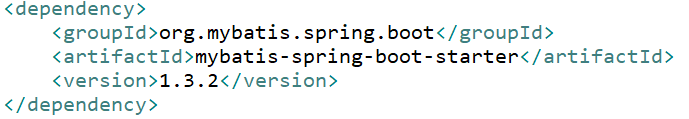 <dependency>
    <groupId>org.mybatis.spring.boot</groupId>
    <artifactId>mybatis-spring-boot-starter</artifactId>
    <version>1.3.2</version>
</dependency>